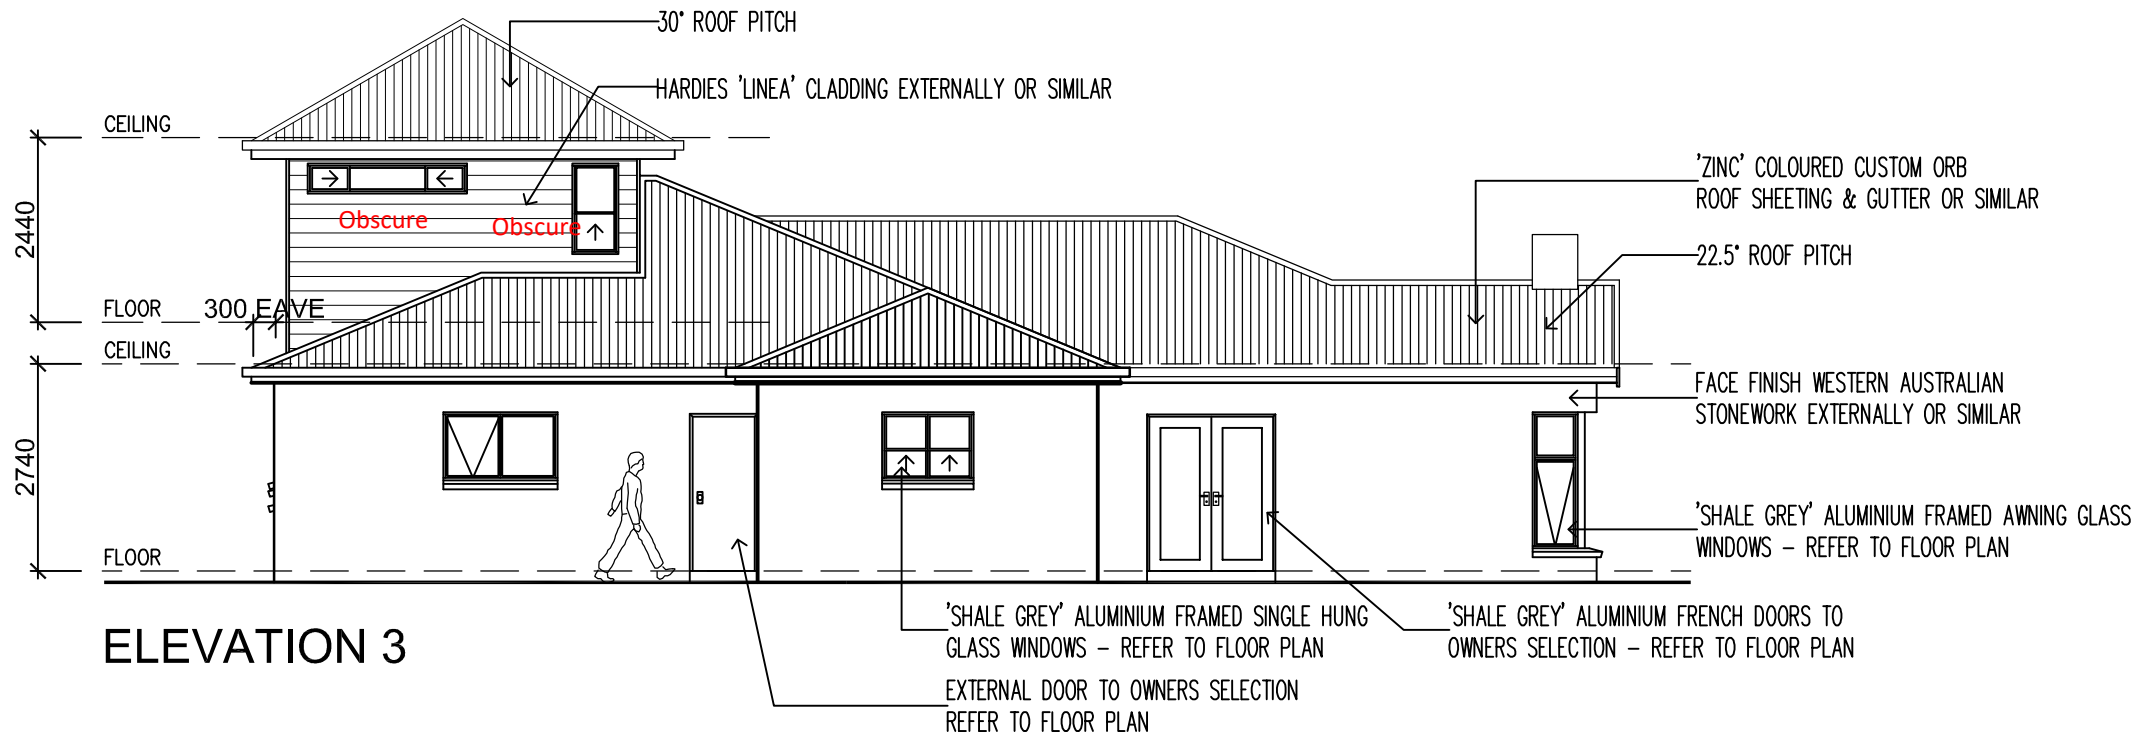 30° ROOF PITCH
HARDIES 'LINEA' CLADDING EXTERNALLY OR SIMILAR
CEILING
'ZINC' COLOURED CUSTOM ORB
ROOF SHEETING & GUTTER OR SIMILAR
2440
Obscure
Obscure
22.5° ROOF PITCH
FLOOR
300 EAVE
CEILING
FACE FINISH WESTERN AUSTRALIAN
STONEWORK EXTERNALLY OR SIMILAR
2740
'SHALE GREY' ALUMINIUM FRAMED AWNING GLASS
WINDOWS – REFER TO FLOOR PLAN
FLOOR
'SHALE GREY' ALUMINIUM FRAMED SINGLE HUNG
GLASS WINDOWS – REFER TO FLOOR PLAN
'SHALE GREY' ALUMINIUM FRENCH DOORS TO
OWNERS SELECTION – REFER TO FLOOR PLAN
ELEVATION 3
EXTERNAL DOOR TO OWNERS SELECTION
REFER TO FLOOR PLAN